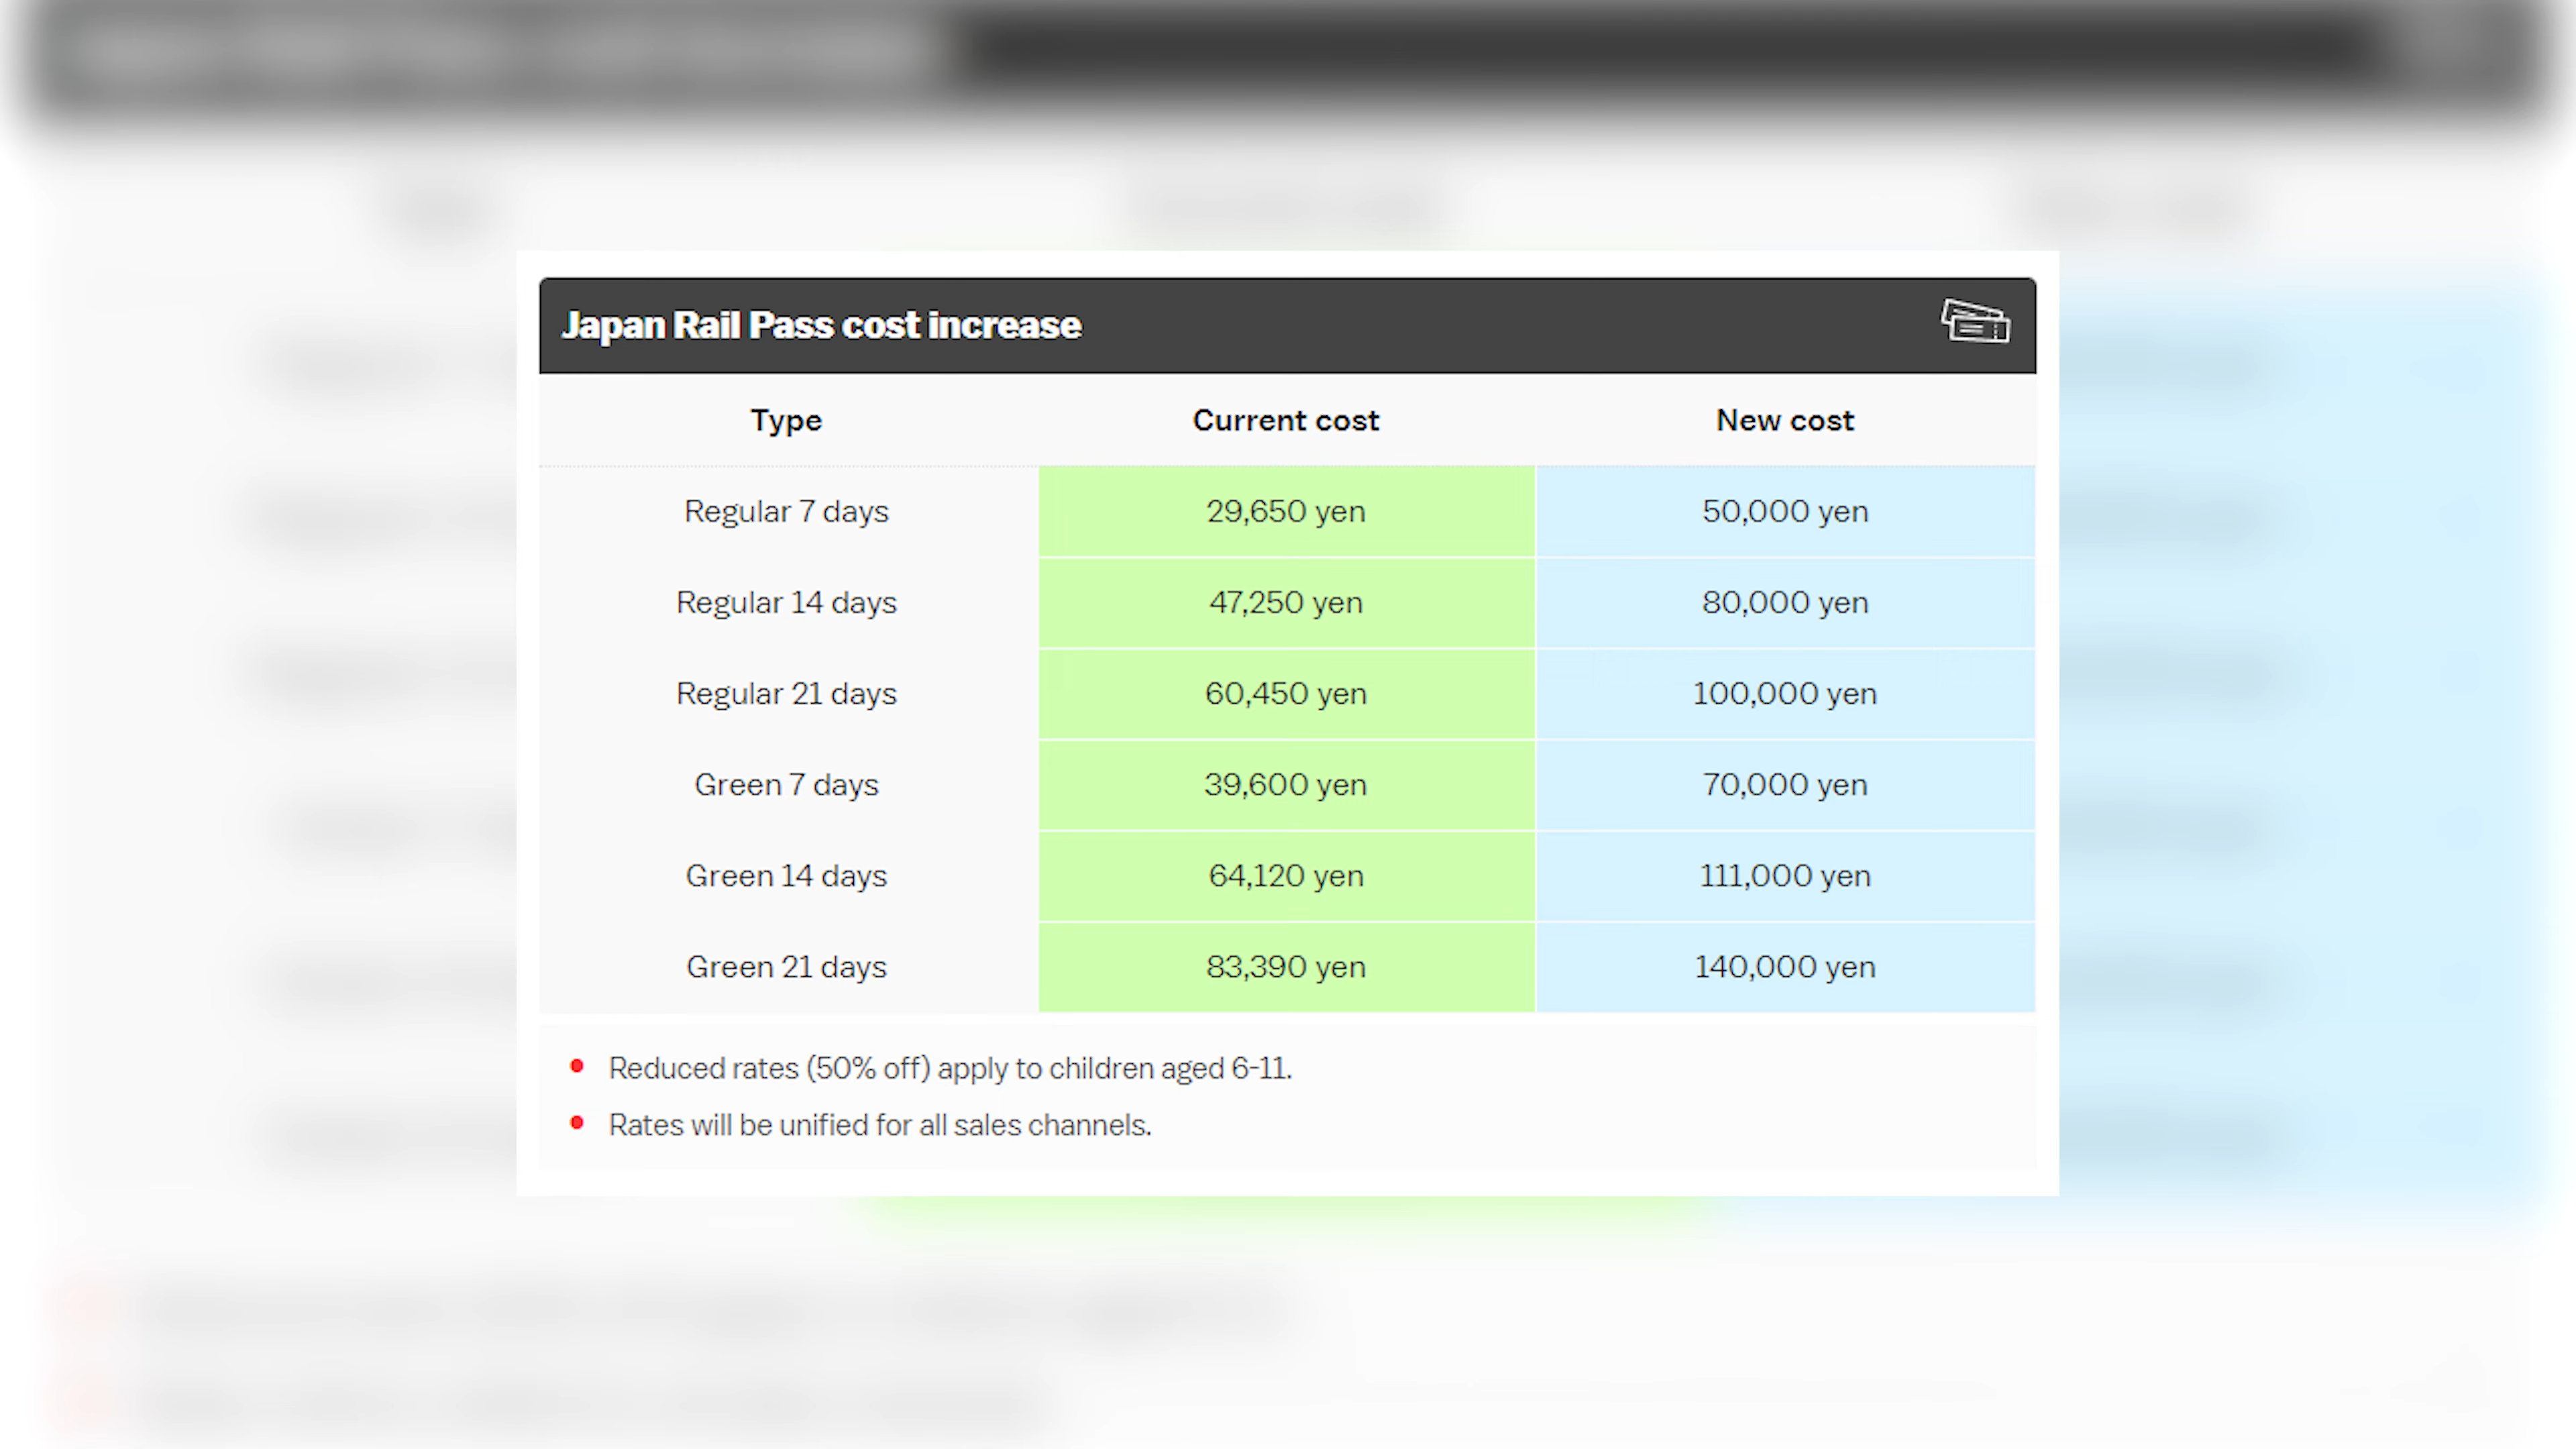 Japan Rail Pass cost increase
Type Current cost New cost
Regular 7 days 29,650 yen 50,000 yen
Regular 14 days 47,250 yen 80,000 yen
Regular 21 days 60,450 yen 100,000 yen
Green 7 days 39,600 yen 70,000 yen
Green 14 days 64,120 yen 111,000 yen
Green 21 days 83,390 yen 140,000 yen
Reduced rates (50% off) apply to children aged 6-11.
Rates will be unified for all sales channels.